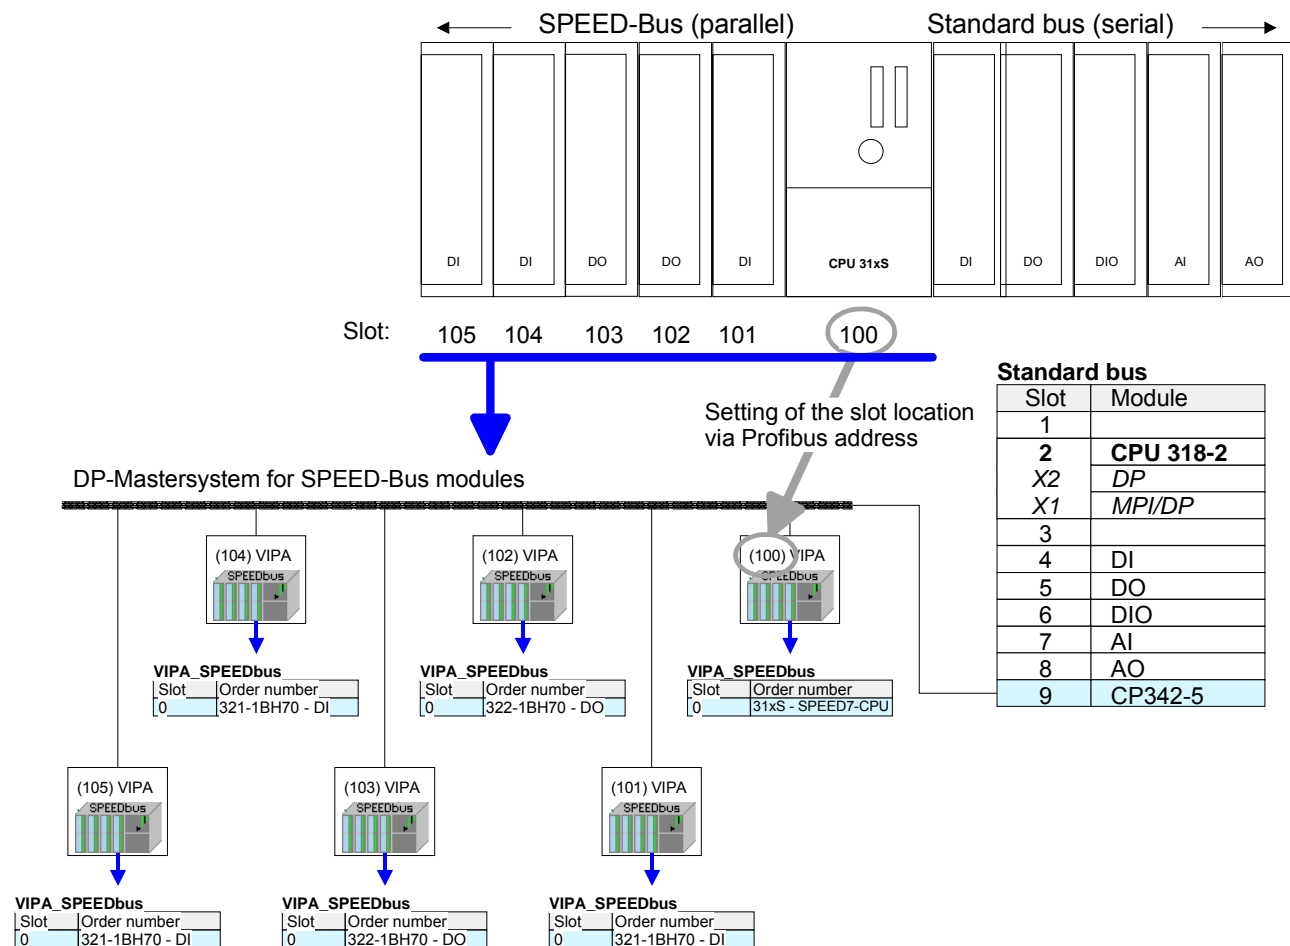 SPEED-Bus (parallel) Standard bus (serial)
DI DI DO DO DI CPU 31xS DI DO DIO AI AO
Slot: 105 104 103 102 101 100
Setting of the slot location
via Profibus address
Standard bus
Slot Module
1
2 CPU 318-2
X2 DP
X1 MPI/DP
3
4 DI
5 DO
6 DIO
7 AI
8 AO
9 CP342-5
DP-Mastersystem for SPEED-Bus modules
(104) VIPA
SPEEDbus
VIPA_SPEEDbus
Slot Order number
0 321-1BH70 - DI
(102) VIPA
SPEEDbus
VIPA_SPEEDbus
Slot Order number
0 322-1BH70 - DO
(100) VIPA
SPEEDbus
VIPA_SPEEDbus
Slot Order number
0 31xS - SPEED7-CPU
(105) VIPA
SPEEDbus
VIPA_SPEEDbus
Slot Order number
0 321-1BH70 - DI
(103) VIPA
SPEEDbus
VIPA_SPEEDbus
Slot Order number
0 322-1BH70 - DO
(101) VIPA
SPEEDbus
VIPA_SPEEDbus
Slot Order number
0 321-1BH70 - DI